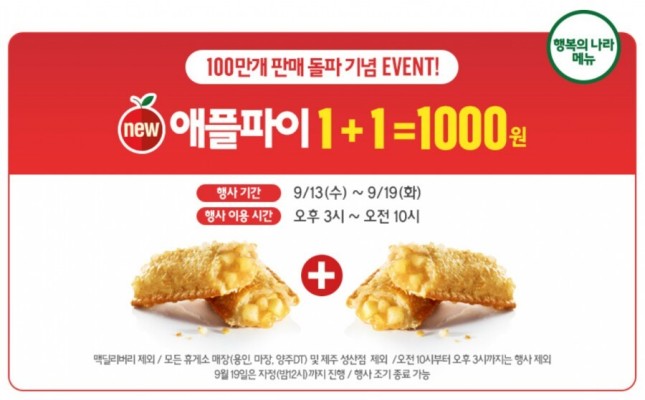 행복의 나라
메뉴
100만개 판매 돌파 기념 EVENT!
new 애플파이 1+1=1000원
행사 기간 9/13(수) ~ 9/19(화)
행사 이용 시간 오후 3시 ~ 오전 10시
맥딜리버리 제외 / 모든 휴게소 매장(용인, 마장, 양주DT) 및 제주 성산점 제외 /오전 10시부터 오후 3시까지는 행사 제외
9월 19일은 자정(밤12시)까지 진행 / 행사 조기 종료 가능